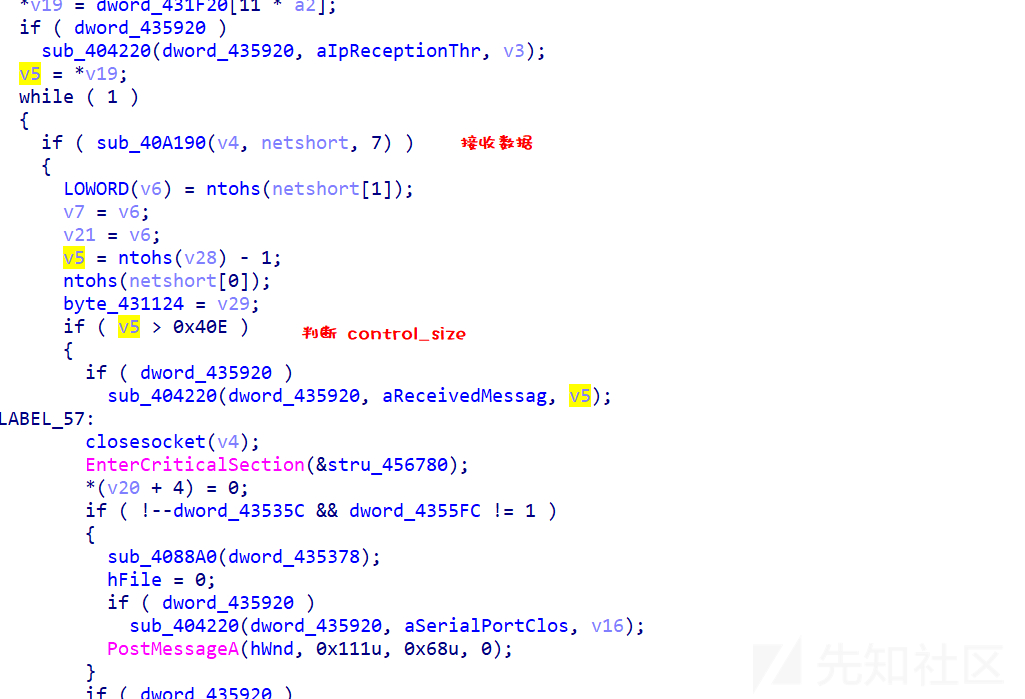 *v19 = dword_431F20[11 * a2];
if ( dword_435920 )
sub_404220(dword_435920, aIpReceptionThr, v3);
v5 = *v19;
while ( 1 )
{
if ( sub_40A190(v4, netshort, 7) ) 接收数据
{
LOWORD(v6) = ntohs(netshort[1]);
v7 = v6;
v21 = v6;
v5 = ntohs(v28) - 1;
ntohs(netshort[0]);
byte_431124 = v29;
if ( v5 > 0x40E ) 判断 control_size
{
if ( dword_435920 )
sub_404220(dword_435920, aReceivedMessag, v5);
LABEL_57:
closesocket(v4);
EnterCriticalSection(&stru_456780);
*(v20 + 4) = 0;
if ( !--dword_43535C && dword_4355FC != 1 )
{
sub_4088A0(dword_435378);
hFile = 0;
if ( dword_435920 )
sub_404220(dword_435920, aSerialPortClos, v16);
PostMessageA(hWnd, 0x111u, 0x68u, 0);
}
if ( dword_435920 )
先知社区